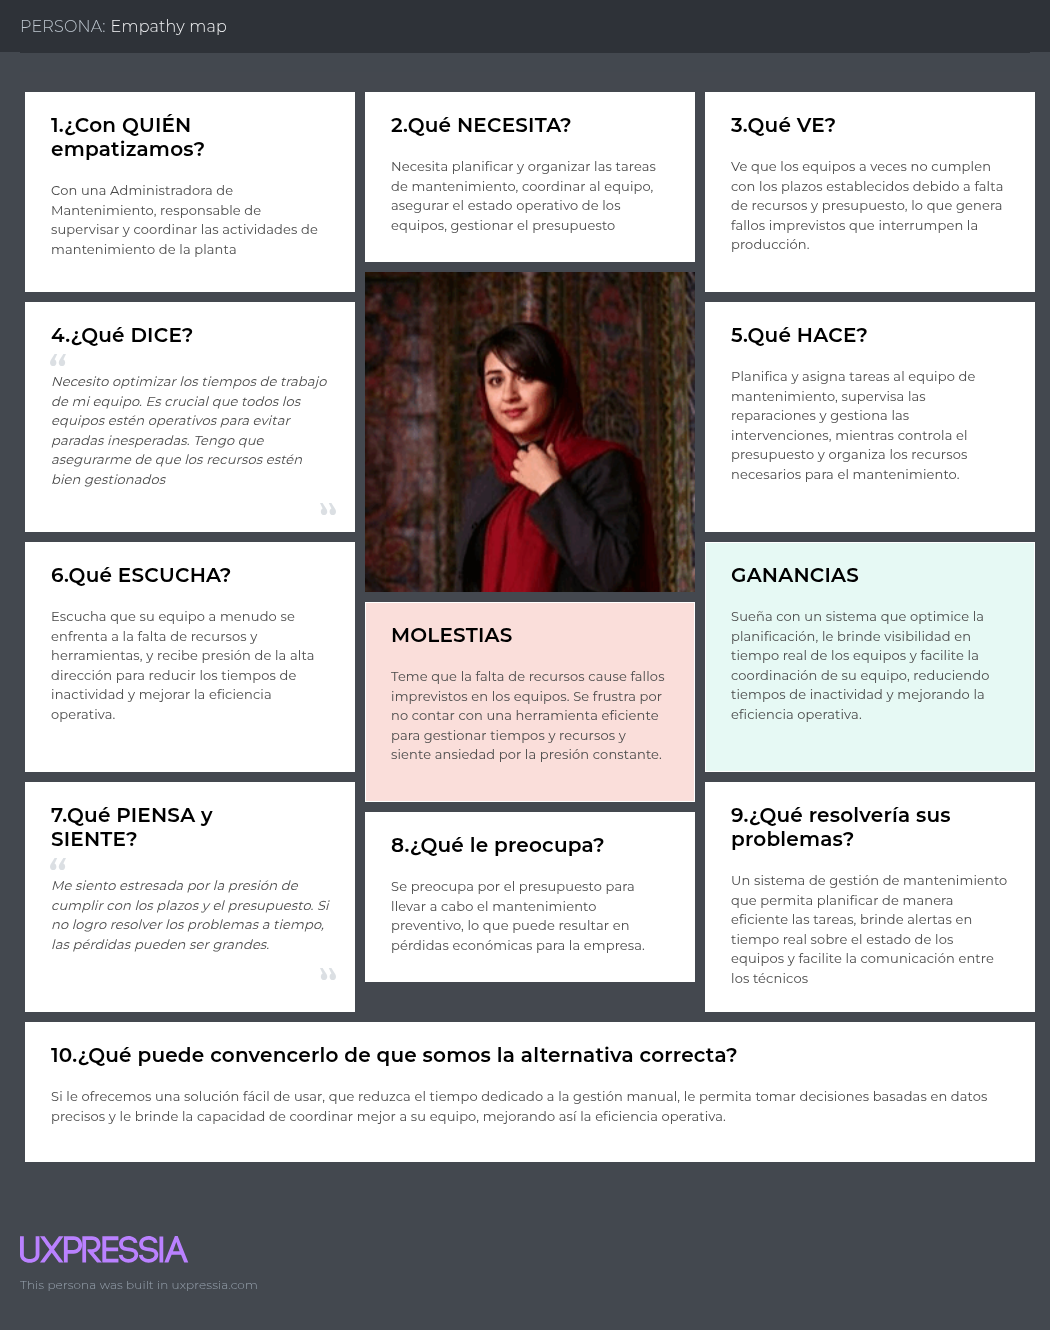 PERSONA: Empathy map
1.¿Con QUIÉN
empatizamos?
Con una Administradora de
Mantenimiento, responsable de
supervisar y coordinar las actividades de
mantenimiento de la planta
2.Qué NECESITA?
Necesita planificar y organizar las tareas
de mantenimiento, coordinar al equipo,
asegurar el estado operativo de los
equipos, gestionar el presupuesto
3.Qué VE?
Ve que los equipos a veces no cumplen
con los plazos establecidos debido a falta
de recursos y presupuesto, lo que genera
fallos imprevistos que interrumpen la
producción.
4.¿Qué DICE?
“
Necesito optimizar los tiempos de trabajo
de mi equipo. Es crucial que todos los
equipos estén operativos para evitar
paradas inesperadas. Tengo que
asegurarme de que los recursos estén
bien gestionados
”
5.Qué HACE?
Planifica y asigna tareas al equipo de
mantenimiento, supervisa las
reparaciones y gestiona las
intervenciones, mientras controla el
presupuesto y organiza los recursos
necesarios para el mantenimiento.
6.Qué ESCUCHA?
Escucha que su equipo a menudo se
enfrenta a la falta de recursos y
herramientas, y recibe presión de la alta
dirección para reducir los tiempos de
inactividad y mejorar la eficiencia
operativa.
MOLESTIAS
Teme que la falta de recursos cause fallos
imprevistos en los equipos. Se frustra por
no contar con una herramienta eficiente
para gestionar tiempos y recursos y
siente ansiedad por la presión constante.
GANANCIAS
Sueña con un sistema que optimice la
planificación, le brinde visibilidad en
tiempo real de los equipos y facilite la
coordinación de su equipo, reduciendo
tiempos de inactividad y mejorando la
eficiencia operativa.
7.Qué PIENSA y
SIENTE?
“
Me siento estresada por la presión de
cumplir con los plazos y el presupuesto. Si
no logro resolver los problemas a tiempo,
las pérdidas pueden ser grandes.
”
8.¿Qué le preocupa?
Se preocupa por el presupuesto para
llevar a cabo el mantenimiento
preventivo, lo que puede resultar en
pérdidas económicas para la empresa.
9.¿Qué resolvería sus
problemas?
Un sistema de gestión de mantenimiento
que permita planificar de manera
eficiente las tareas, brinde alertas en
tiempo real sobre el estado de los
equipos y facilite la comunicación entre
los técnicos
10.¿Qué puede convencerlo de que somos la alternativa correcta?
Si le ofrecemos una solución fácil de usar, que reduzca el tiempo dedicado a la gestión manual, le permita tomar decisiones basadas en datos
precisos y le brinde la capacidad de coordinar mejor a su equipo, mejorando así la eficiencia operativa.
UXPRESSIA
This persona was built in uxpressia.com